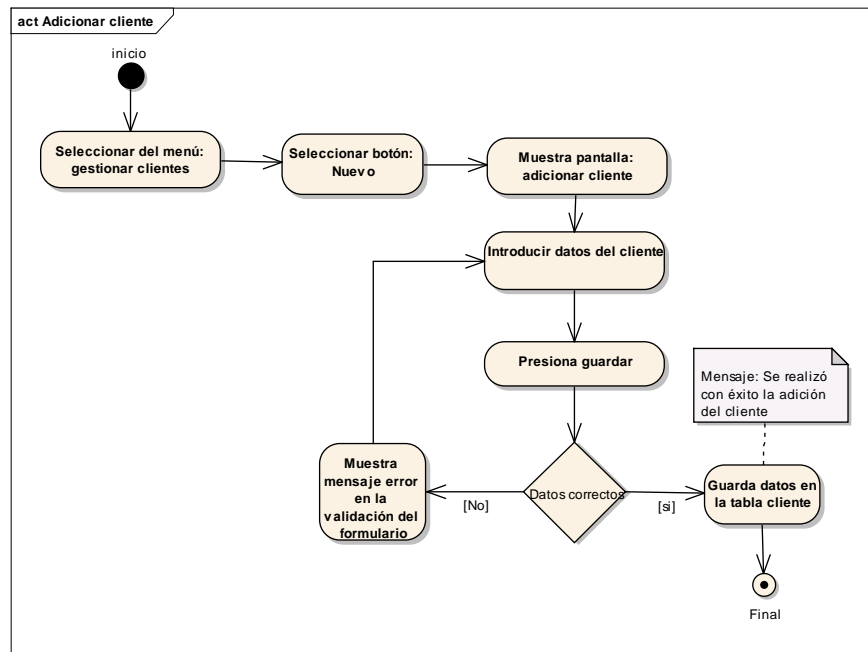 act Adicionar cliente
inicio
Seleccionar del menú:
gestionar clientes
Seleccionar botón:
Nuevo
Muestra pantalla:
adicionar cliente
Introducir datos del cliente
Presiona guardar
Mensaje: Se realizó
con éxito la adición
del cliente
Muestra
mensaje error
en la
validación del
formulario
[No]
Datos correctos
[si]
Guarda datos en
la tabla cliente
Final